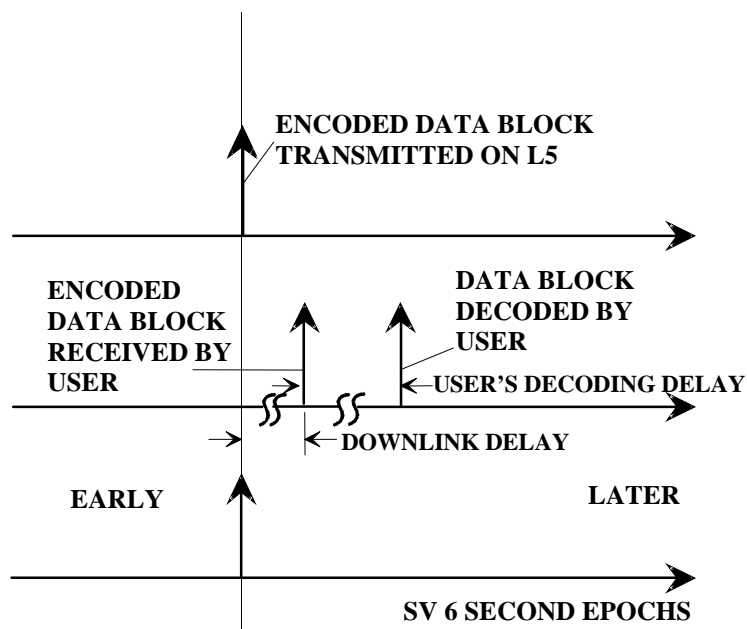 ENCODED DATA BLOCK
TRANSMITTED ON L5
ENCODED
DATA BLOCK
RECEIVED BY
USER
DATA BLOCK
DECODED BY
USER
USER'S DECODING DELAY
DOWNLINK DELAY
EARLY
LATER
SV 6 SECOND EPOCHS